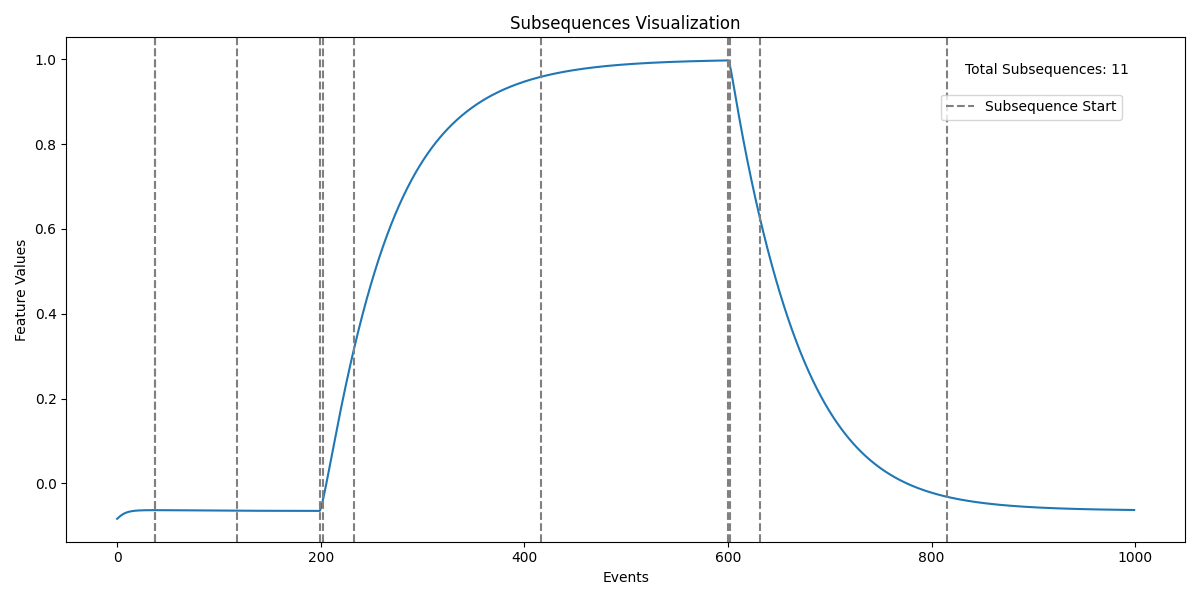 Subsequences Visualization
Total Subsequences: 11
Subsequence Start
Feature Values
1.0
0.8
0.6
0.4
0.2
0.0
0
200
400
600
800
1000
Events